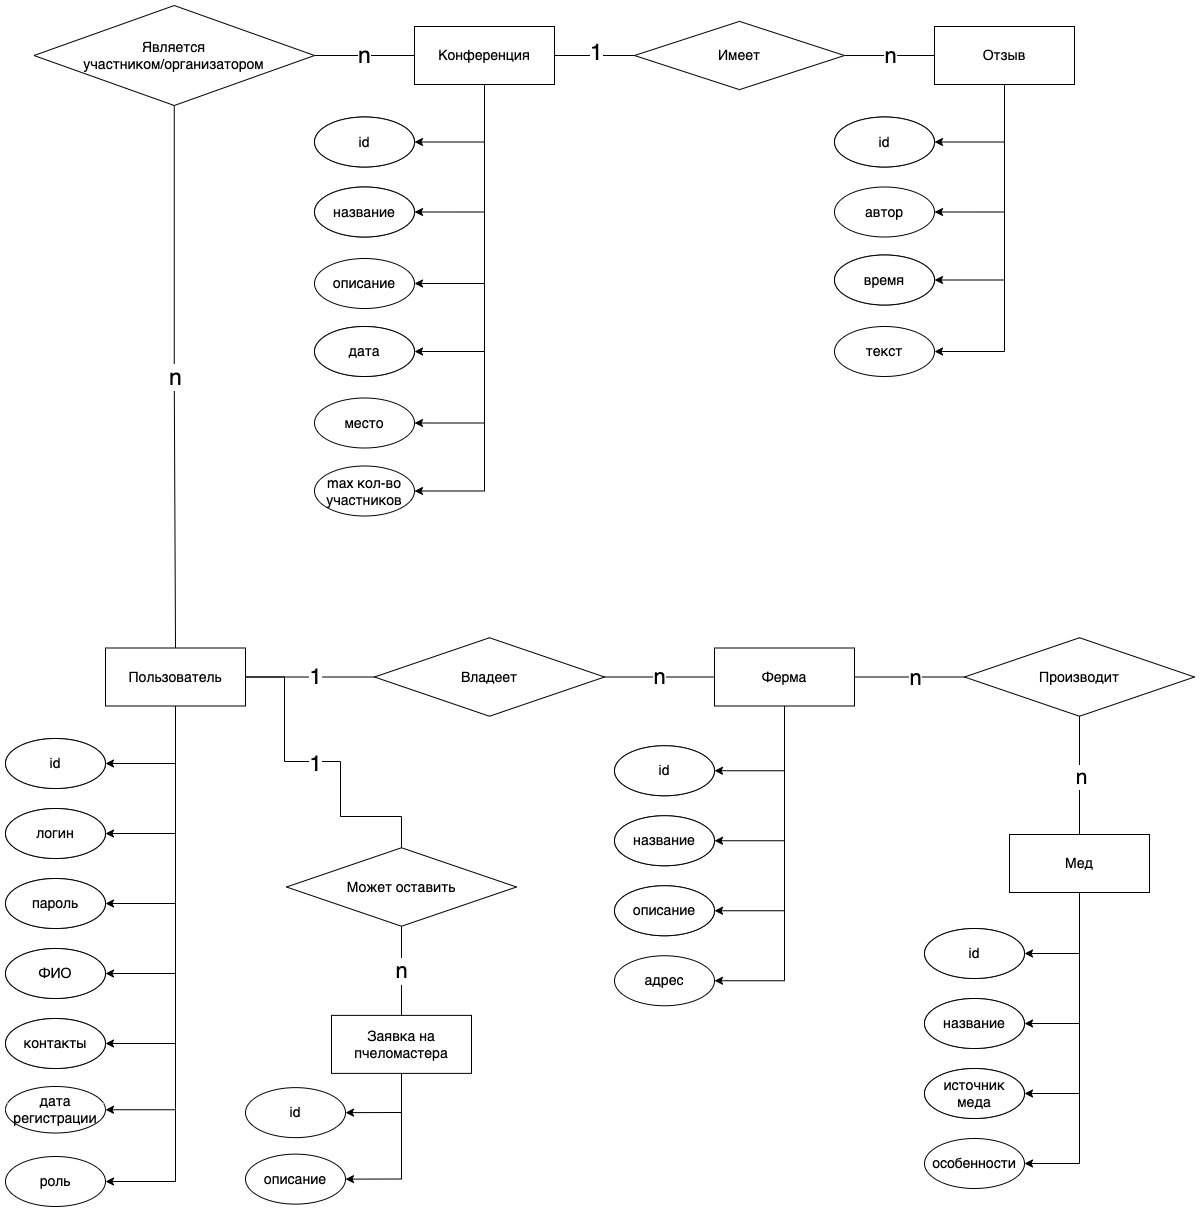 Является
участником/организатором
n
Конференция
1
Имеет
n
Отзыв
id
название
описание
дата
место
max кол-во
участников
id
автор
время
текст
n
Пользователь
1
Владеет
n
Ферма
n
Производит
id
логин
пароль
ФИО
контакты
дата
регистрации
роль
1
Может оставить
n
Заявка на
пчеломастера
id
описание
id
название
описание
адрес
n
Мед
id
название
источник
меда
особенности